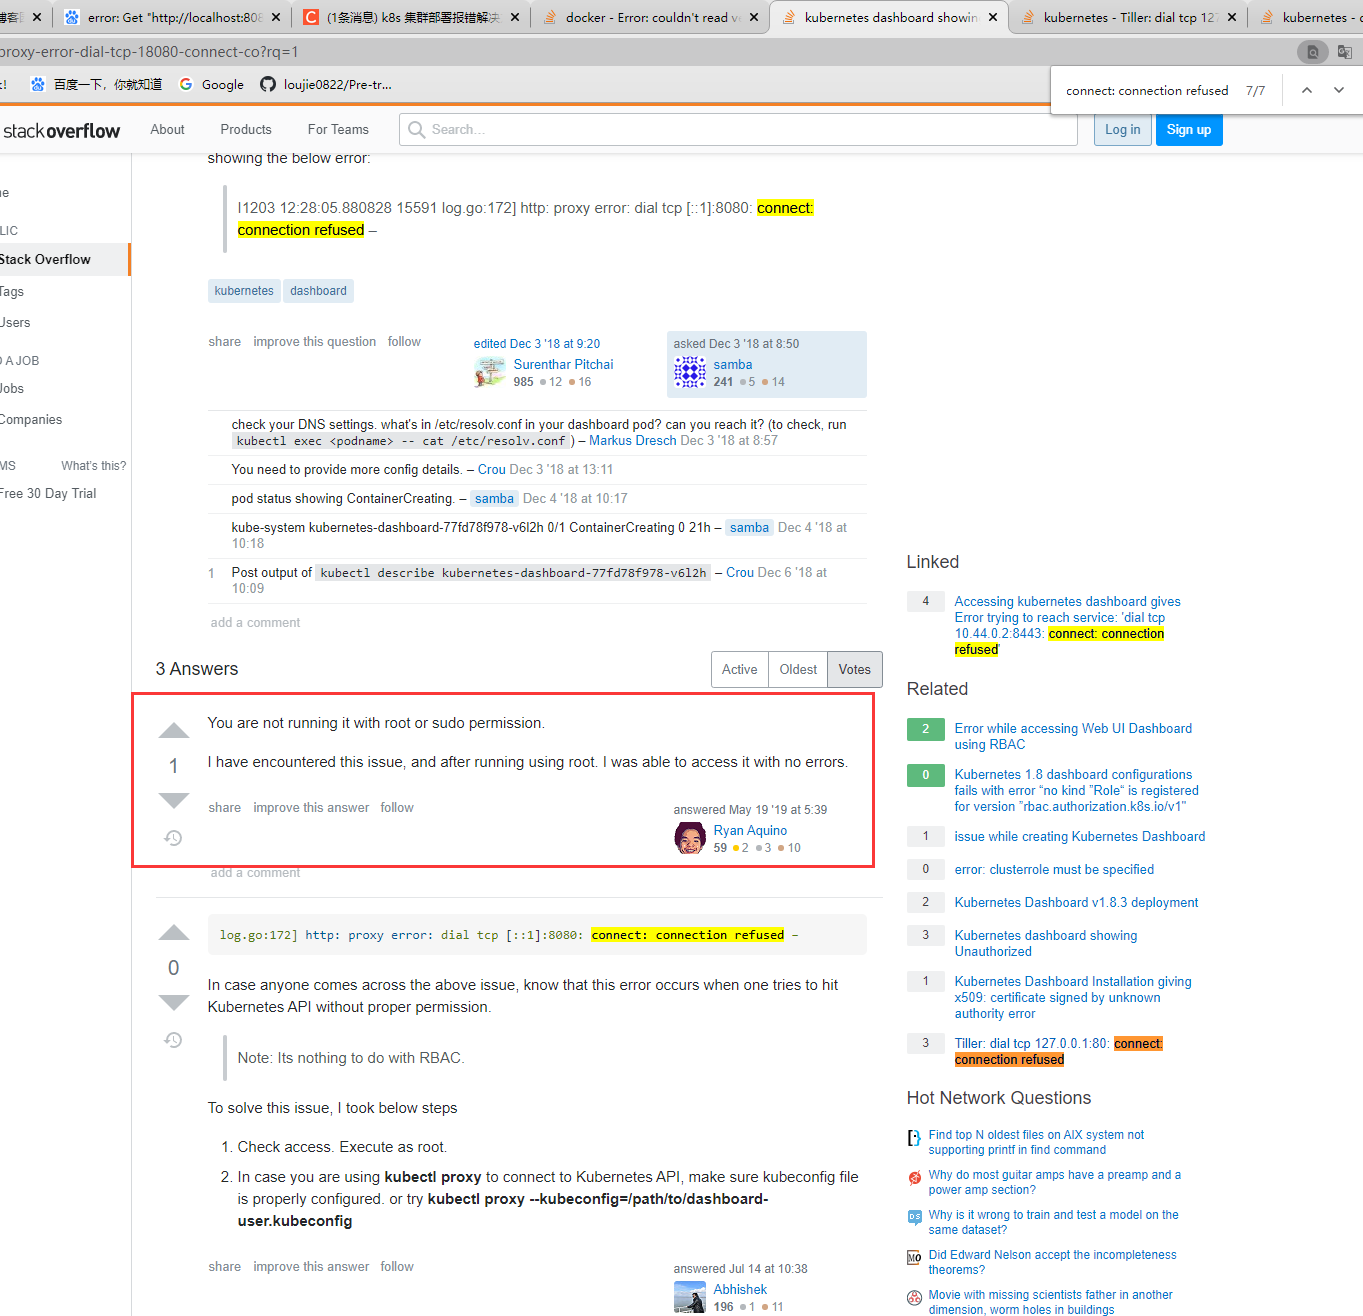 博客园
error: Get "http://localhost:808
(1条消息) k8s 集群部署报错解决
docker - Error: couldn't read ve
kubernetes dashboard showin
kubernetes - Tiller: dial tcp 127
kubernetes - c
proxy-error-dial-tcp-18080-connect-co?rq=1
!
百度一下，你就知道
Google
loujie0822/Pre-tr...
connect: connection refused 7/7
stackoverflow
About
Products
For Teams
Search...
Log in
Sign up
showing the below error:
I1203 12:28:05.880828 15591 log.go:172] http: proxy error: dial tcp [::1]:8080: connect:
connection refused –
kubernetes dashboard
share improve this question follow
edited Dec 3 '18 at 9:20
Surenthar Pitchai
985 12 16
asked Dec 3 '18 at 8:50
samba
241 5 14
me
LIC
Stack Overflow
Tags
Users
D A JOB
Jobs
Companies
MS What's this?
Free 30 Day Trial
check your DNS settings. what's in /etc/resolv.conf in your dashboard pod? can you reach it? (to check, run
kubectl exec <podname> -- cat /etc/resolv.conf ) – Markus Dresch Dec 3 '18 at 8:57
You need to provide more config details. – Crou Dec 3 '18 at 13:11
pod status showing ContainerCreating. – samba Dec 4 '18 at 10:17
kube-system kubernetes-dashboard-77fd78f978-v6l2h 0/1 ContainerCreating 0 21h – samba Dec 4 '18 at
10:18
1 Post output of kubectl describe kubernetes-dashboard-77fd78f978-v6l2h – Crou Dec 6 '18 at
10:09
add a comment
3 Answers
Active Oldest Votes
1
You are not running it with root or sudo permission.
I have encountered this issue, and after running using root. I was able to access it with no errors.
share improve this answer follow
answered May 19 '19 at 5:39
Ryan Aquino
59 2 3 10
add a comment
0
log.go:172] http: proxy error: dial tcp [::1]:8080: connect: connection refused –
In case anyone comes across the above issue, know that this error occurs when one tries to hit
Kubernetes API without proper permission.
Note: Its nothing to do with RBAC.
To solve this issue, I took below steps
1. Check access. Execute as root.
2. In case you are using kubectl proxy to connect to Kubernetes API, make sure kubeconfig file
is properly configured. or try kubectl proxy --kubeconfig=/path/to/dashboard-
user.kubeconfig
share improve this answer follow
answered Jul 14 at 10:38
Abhishek
196 1 11
Linked
4 Accessing kubernetes dashboard gives
Error trying to reach service: 'dial tcp
10.44.0.2:8443: connect: connection
refused'
Related
2 Error while accessing Web UI Dashboard
using RBAC
0 Kubernetes 1.8 dashboard configurations
fails with error “no kind ”Role“ is registered
for version ”rbac.authorization.k8s.io/v1"
1 issue while creating Kubernetes Dashboard
0 error: clusterrole must be specified
2 Kubernetes Dashboard v1.8.3 deployment
3 Kubernetes dashboard showing
Unauthorized
1 Kubernetes Dashboard Installation giving
x509: certificate signed by unknown
authority error
3 Tiller: dial tcp 127.0.0.1:80: connect:
connection refused
Hot Network Questions
Find top N oldest files on AIX system not
supporting printf in find command
Why do most guitar amps have a preamp and a
power amp section?
Why is it wrong to train and test a model on the
same dataset?
Did Edward Nelson accept the incompleteness
theorems?
Movie with missing scientists father in another
dimension, worm holes in buildings